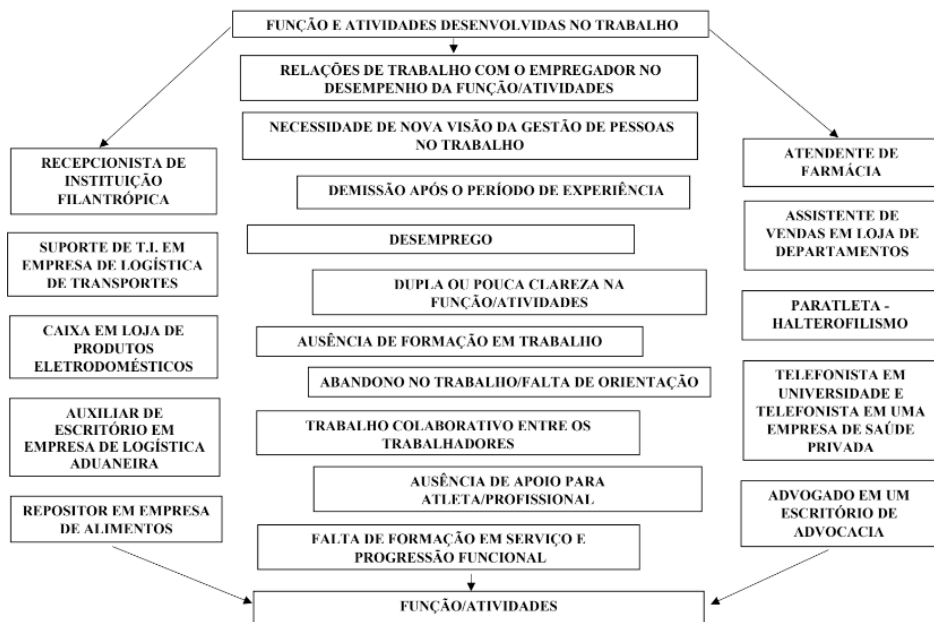 FUNÇÃO E ATIVIDADES DESENVOLVIDAS NO TRABALHO
RELAÇÕES DE TRABALHO COM O EMPREGADOR NO
DESEMPENHO DA FUNÇÃO/ATIVIDADES
NECESSIDADE DE NOVA VISÃO DA GESTÃO DE PESSOAS
NO TRABALHO
DEMISSÃO APÓS O PERÍODO DE EXPERIÊNCIA
DESEMPREGO
DUPLA OU POUCA CLAREZA NA
FUNÇÃO/ATIVIDADES
AUSÊNCIA DE FORMAÇÃO EM TRABALHO
ABANDONO NO TRABALHO/FALTA DE ORIENTAÇÃO
TRABALHO COLABORATIVO ENTRE OS
TRABALHADORES
AUSÊNCIA DE APOIO PARA
ATLETA/PROFISSIONAL
FALTA DE FORMAÇÃO EM SERVIÇO E
PROGRESSÃO FUNCIONAL
RECEPCIONISTA DE
INSTITUIÇÃO
FILANTRÓPICA
SUPORTE DE T.I. EM
EMPRESA DE LOGÍSTICA
DE TRANSPORTES
CAIXA EM LOJA DE
PRODUTOS
ELETRODOMÉSTICOS
AUXILIAR DE
ESCRITÓRIO EM
EMPRESA DE LOGÍSTICA
ADUANEIRA
REPOSITOR EM EMPRESA
DE ALIMENTOS
ATENDENTE DE
FARMÁCIA
ASSISTENTE DE
VENDAS EM LOJA DE
DEPARTAMENTOS
PARATLETA -
HALTEROFILISMO
TELEFONISTA EM
UNIVERSIDADE E
TELEFONISTA EM UMA
EMPRESA DE SAÚDE
PRIVADA
ADVOGADO EM UM
ESCRITÓRIO DE
ADVOCACIA
FUNÇÃO/ATIVIDADES